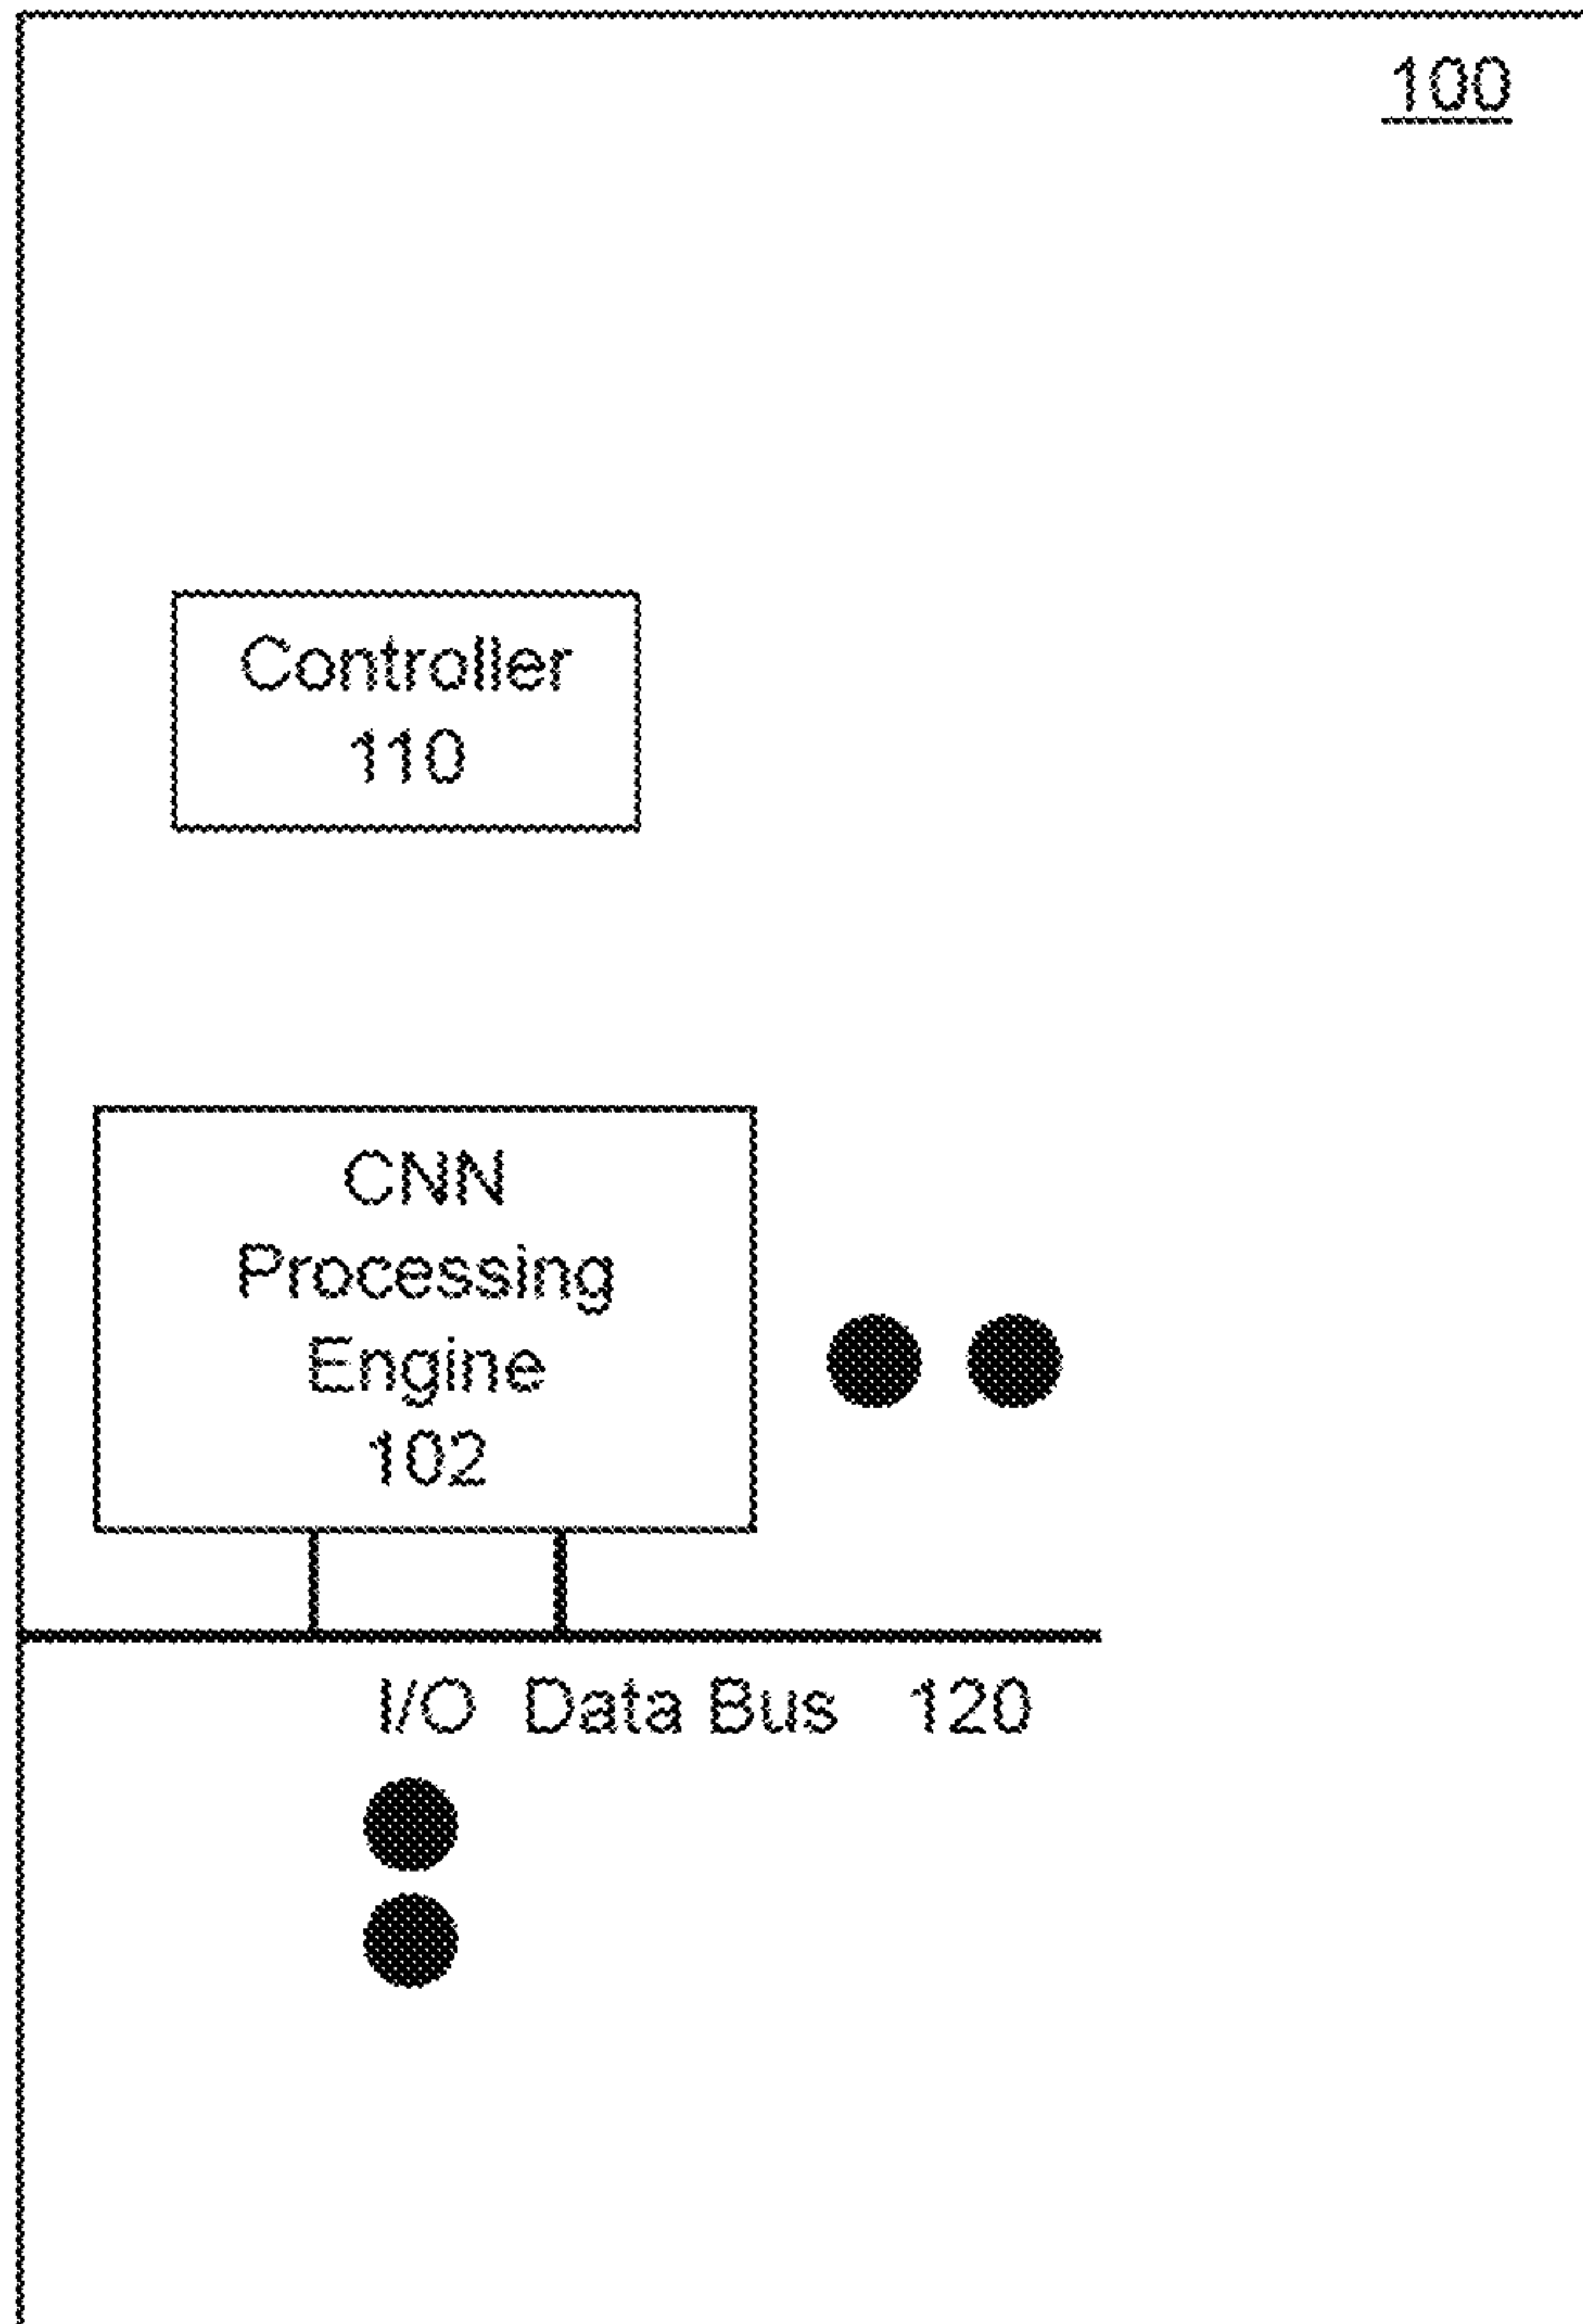 100
Controller
110
CNN
Processing
Engine
102
I/O Data Bus 120